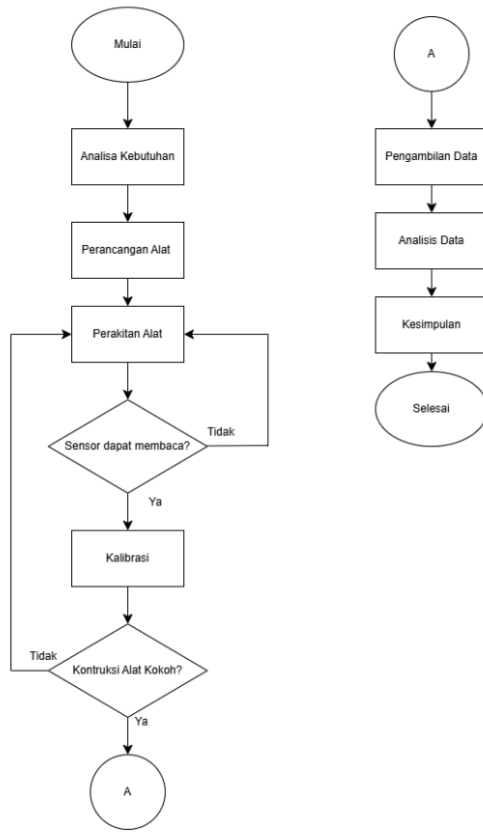 Mulai
Analisa Kebutuhan
Perancangan Alat
Perakitan Alat
Sensor dapat membaca?
Tidak
Ya
Kalibrasi
Kontruksi Alat Kokoh?
Tidak
Ya
A
A
Pengambilan Data
Analisis Data
Kesimpulan
Selesai